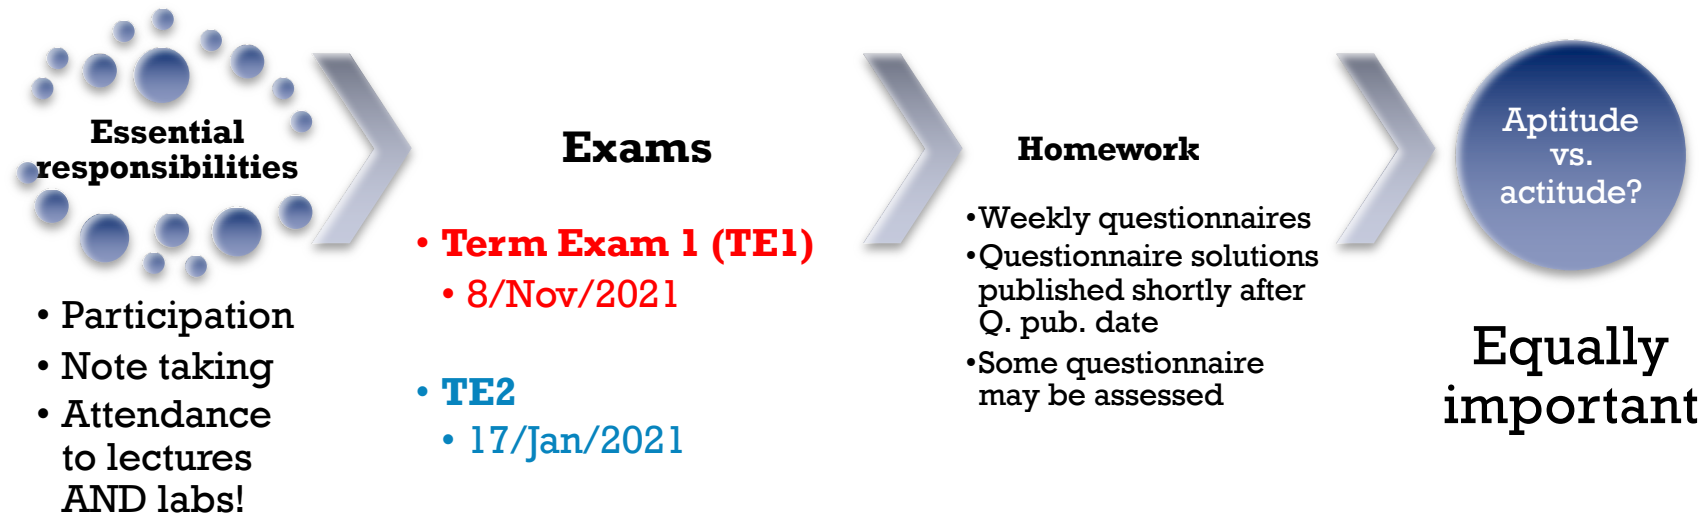 Essential
responsibilities
• Participation
• Note taking
• Attendance
to lectures
AND labs!
Exams
• Term Exam 1 (TE1)
• 8/Nov/2021
• TE2
• 17/Jan/2021
Homework
•Weekly questionnaires
•Questionnaire solutions
published shortly after
Q. pub. date
•Some questionnaire
may be assessed
Aptitude
vs.
actitude?
Equally
important